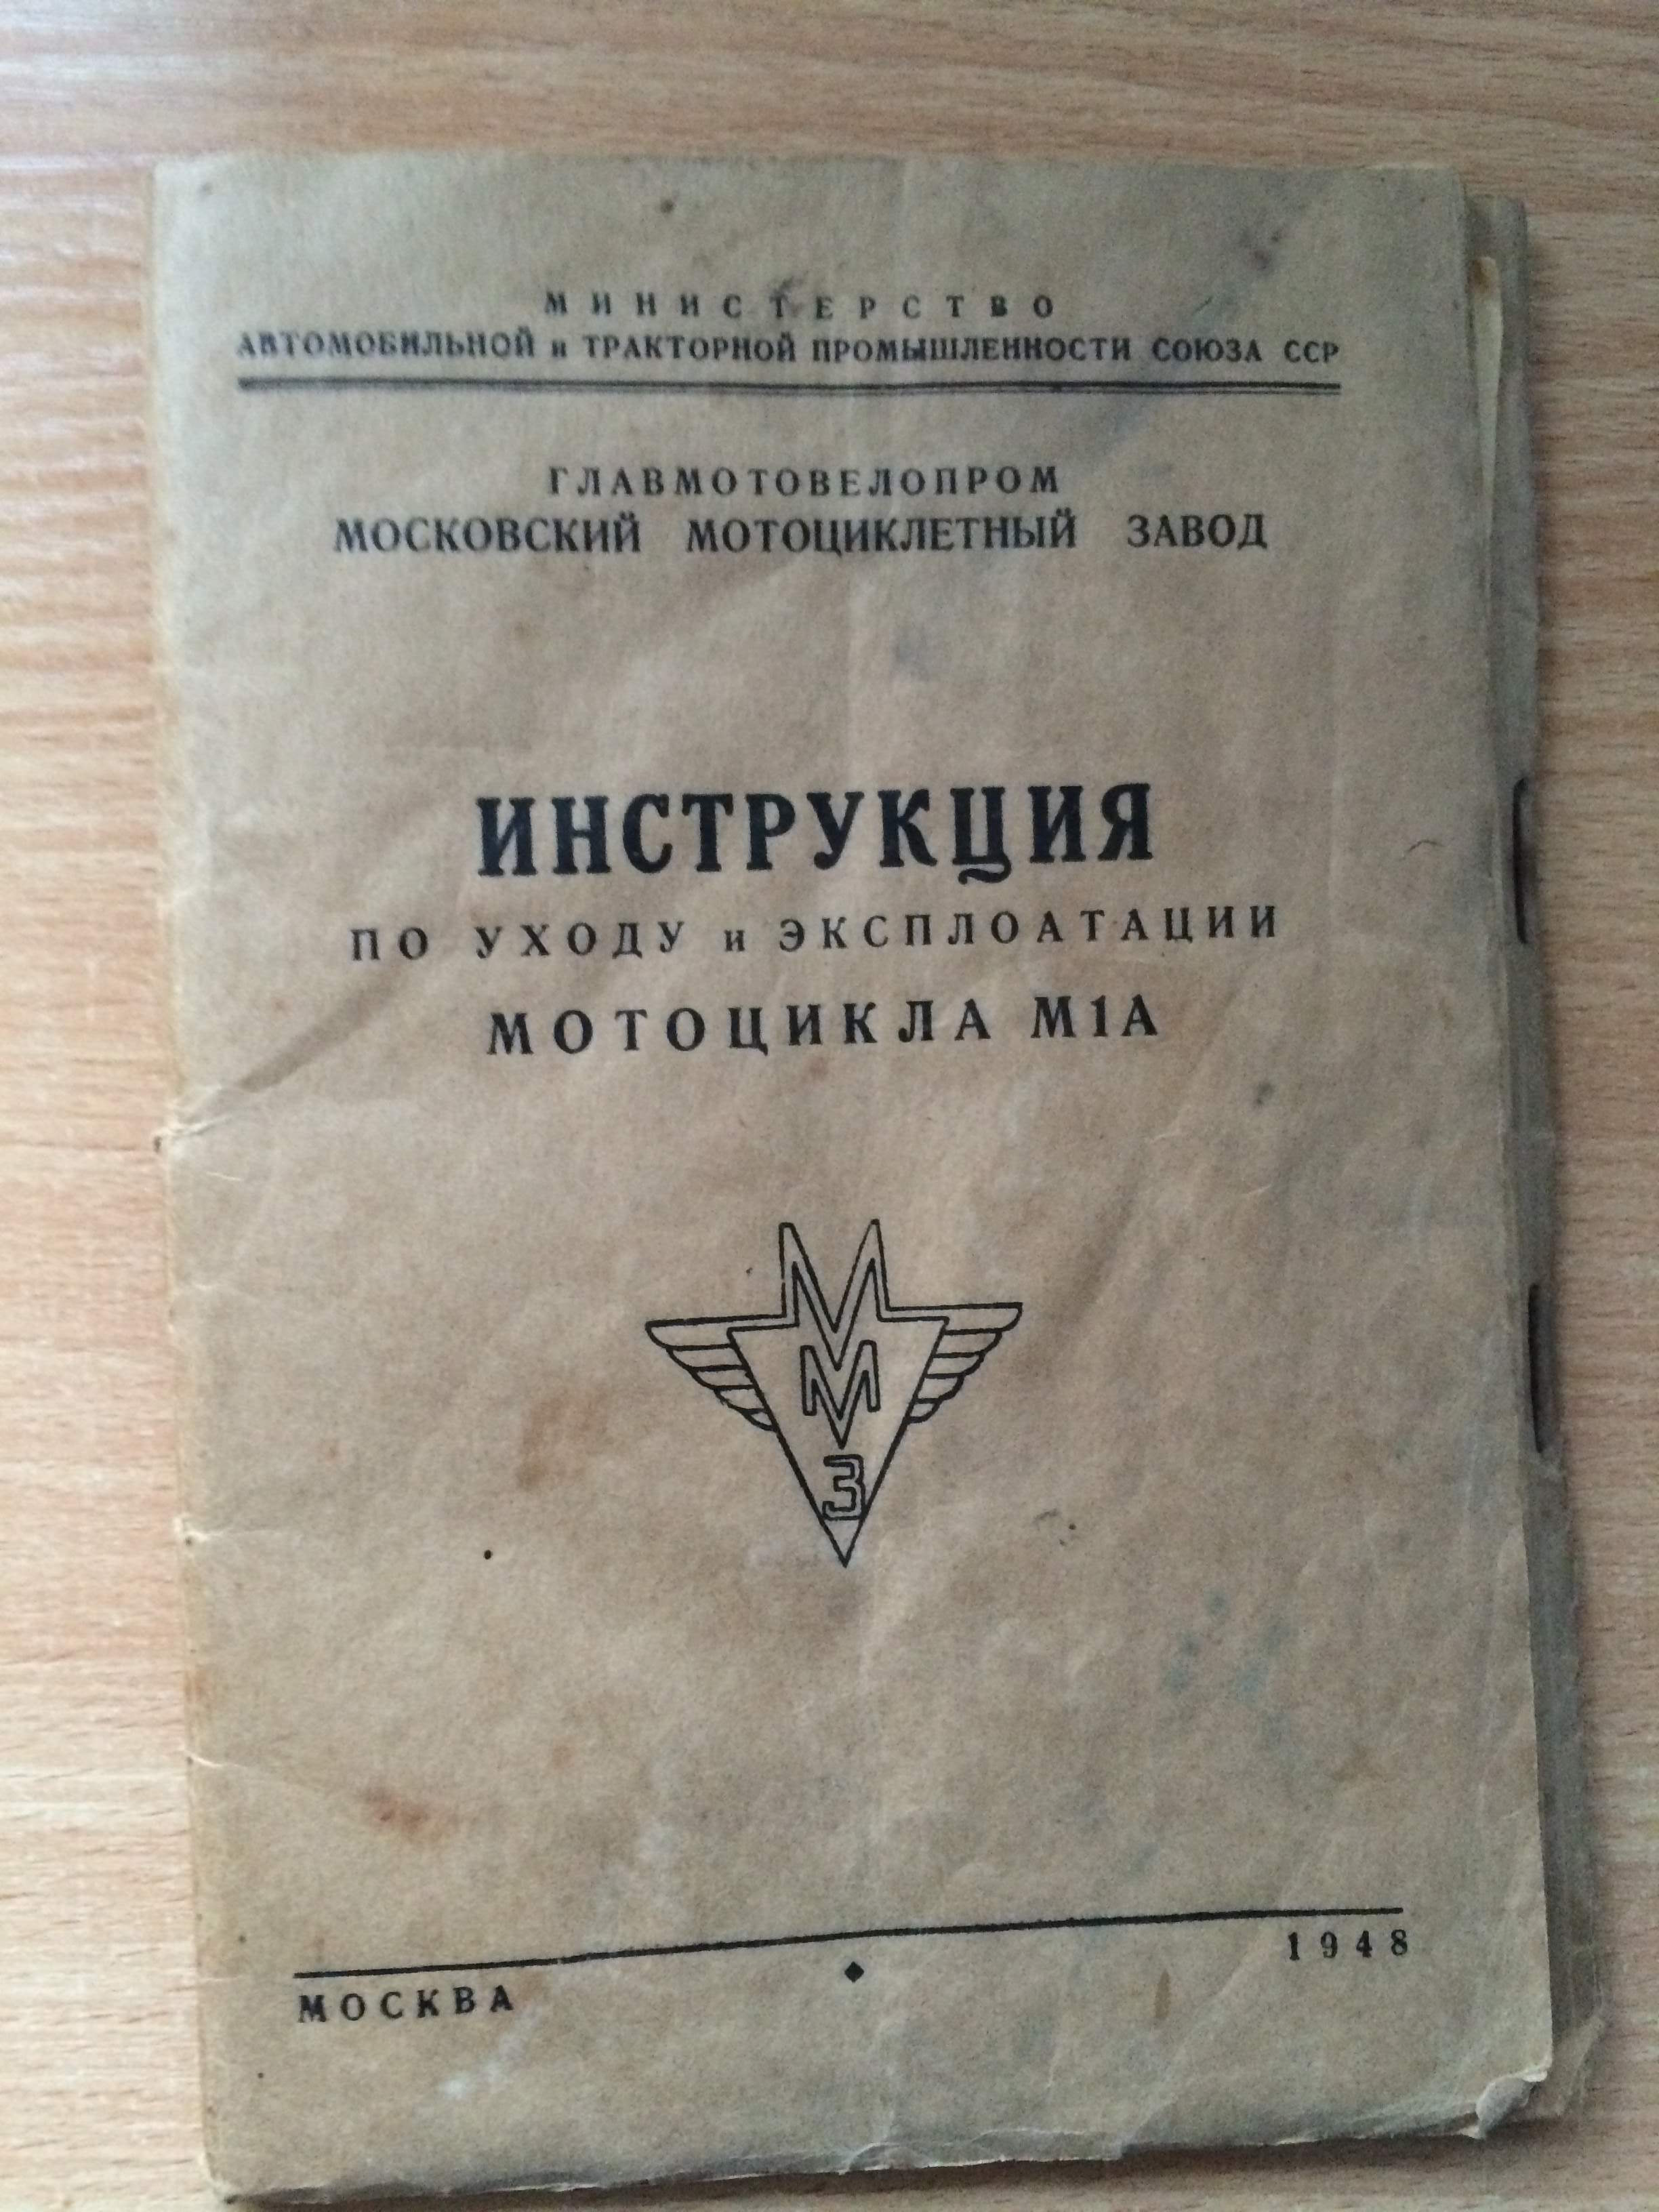 МИНИСТЕРСТВО
АВТОМОБИЛЬНОЙ и ТРАКТОРНОЙ ПРОМЫШЛЕННОСТИ СОЮЗА ССР
ГЛАВМОТОВЕЛОПРОМ
МОСКОВСКИЙ МОТОЦИКЛЕТНЫЙ ЗАВОД
ИНСТРУКЦИЯ
ПО УХОДУ и ЭКСПЛОАТАЦИИ
МОТОЦИКЛА М1А
М
М
З
МОСКВА 1948